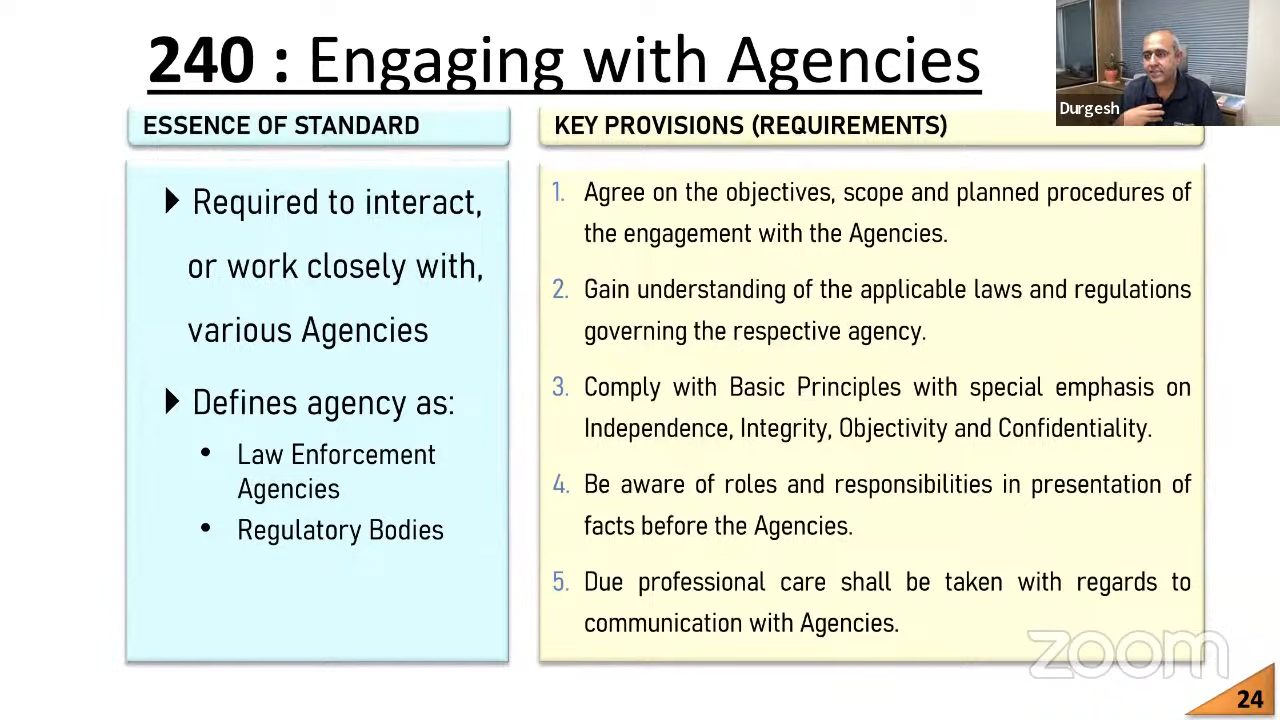 240 : Engaging with Agencies
Durgesh
ESSENCE OF STANDARD
Required to interact,
or work closely with,
various Agencies
Defines agency as:
• Law Enforcement
Agencies
• Regulatory Bodies
KEY PROVISIONS (REQUIREMENTS)
1. Agree on the objectives, scope and planned procedures of
the engagement with the Agencies.
2. Gain understanding of the applicable laws and regulations
governing the respective agency.
3. Comply with Basic Principles with special emphasis on
Independence, Integrity, Objectivity and Confidentiality.
4. Be aware of roles and responsibilities in presentation of
facts before the Agencies.
5. Due professional care shall be taken with regards to
communication with Agencies.
zoom
24